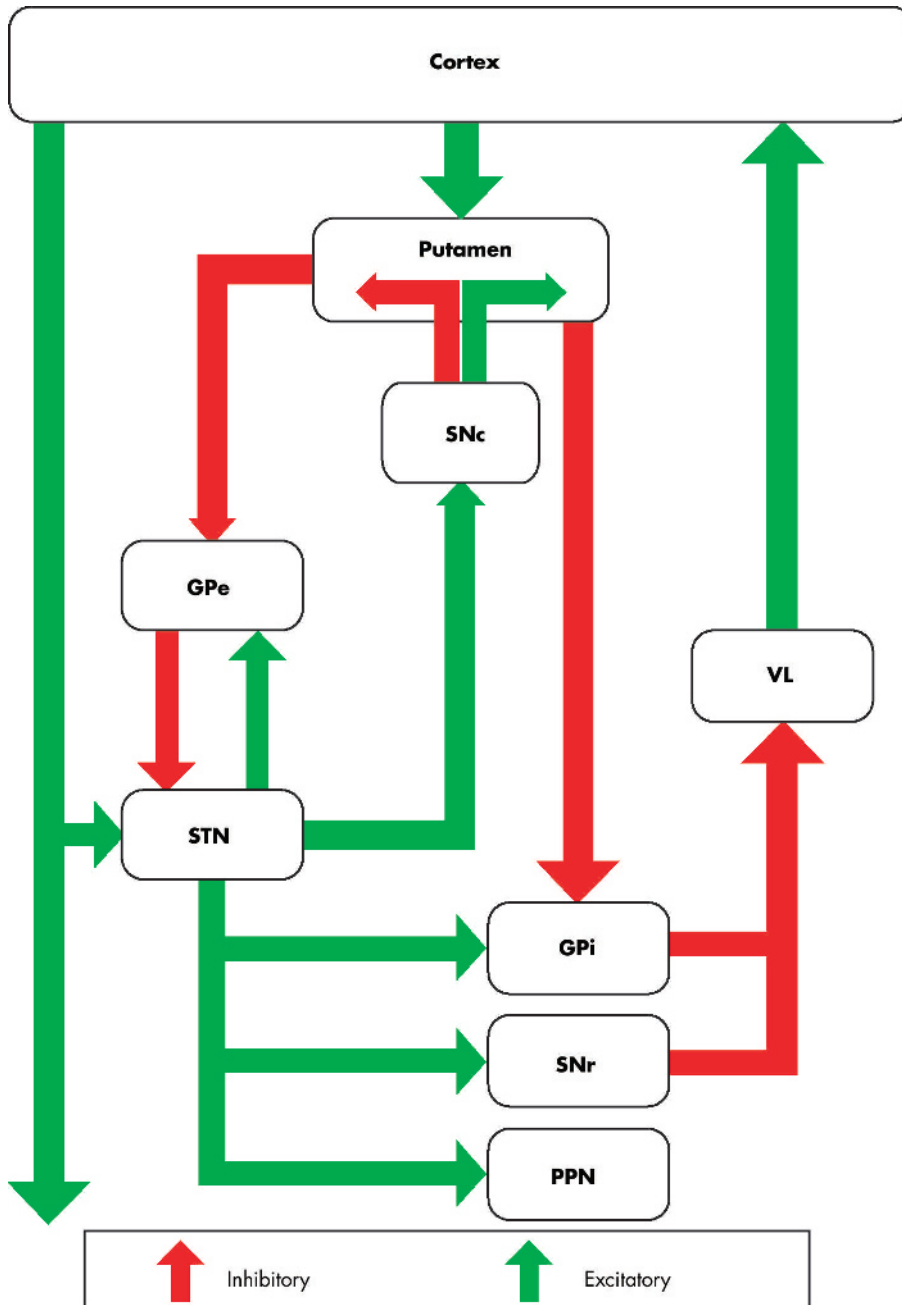 Cortex
Putamen
SNc
GPe
VL
STN
GPi
SNr
PPN
Inhibitory
Excitatory